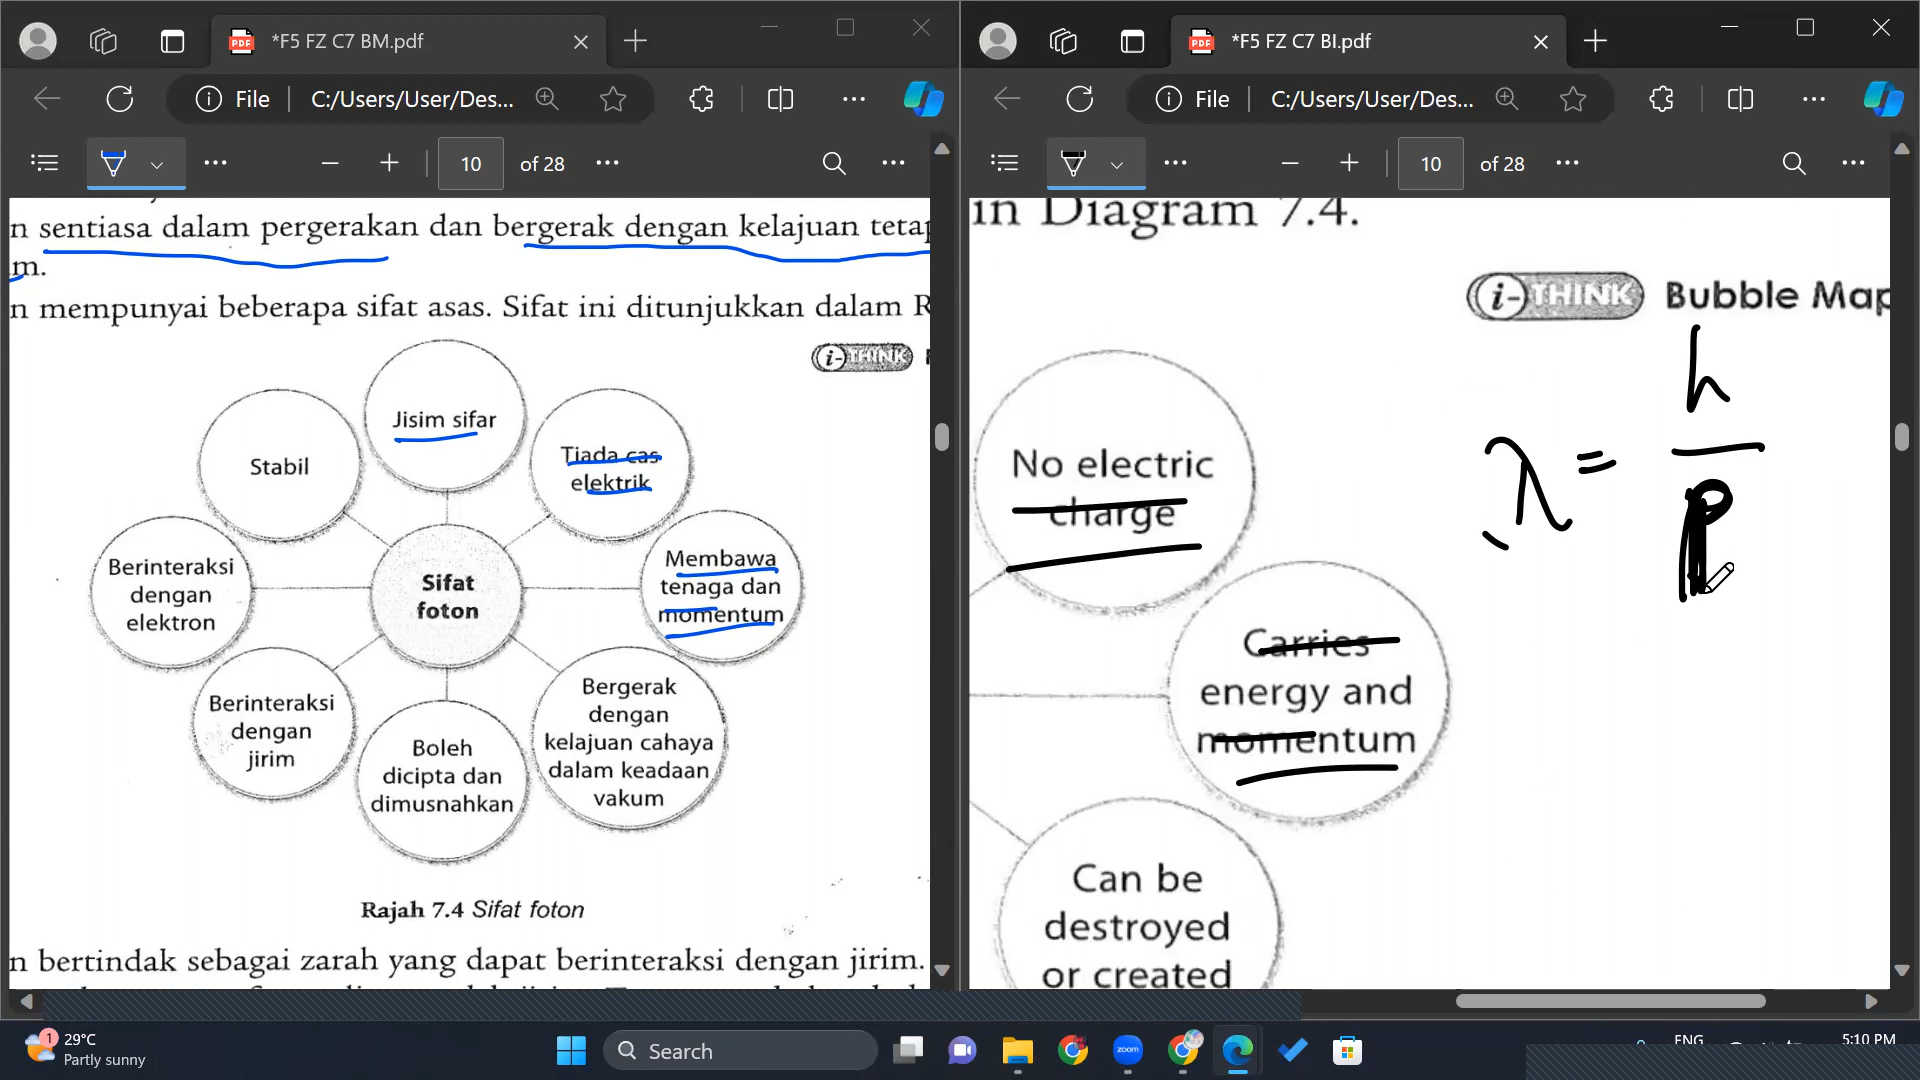 *F5 FZ C7 BM.pdf
File
C:/Users/User/Des...
10
of 28
n sentiasa dalam pergerakan dan bergerak dengan kelajuan tetap
m.
n mempunyai beberapa sifat asas. Sifat ini ditunjukkan dalam R
i-THINK
Jisim sifar
Stabil
Tiada cas
elektrik
Membawa
tenaga dan
momentum
Berinteraksi
dengan
elektron
Sifat
foton
Berinteraksi
dengan
jirim
Boleh
dicipta dan
dimusnahkan
Bergerak
dengan
kelajuan cahaya
dalam keadaan
vakum
Rajah 7.4 Sifat foton
n bertindak sebagai zarah yang dapat berinteraksi dengan jirim.
*F5 FZ C7 BI.pdf
File
C:/Users/User/Des...
10
of 28
in Diagram 7.4.
i-THINK Bubble Map
No electric
charge
Carries
energy and
momentum
Can be
destroyed
or created
λ = h/p
1
29°C
Partly sunny
Search
zoom
ENG
5:10 PM